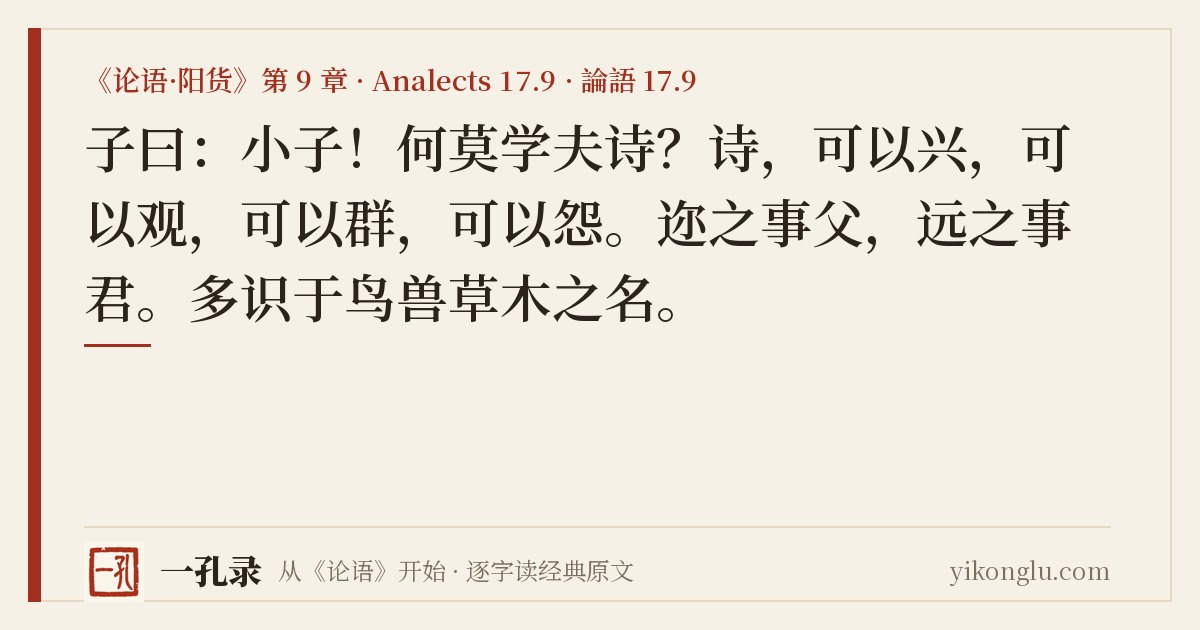 《论语·阳货》第 9 章 · Analects 17.9 · 論語 17.9
子曰：小子！何莫学夫诗？诗，可以兴，可
以观，可以群，可以怨。迩之事父，远之事
君。多识于鸟兽草木之名。
一孔
一孔录 从《论语》开始 · 逐字读经典原文 yikonglu.com